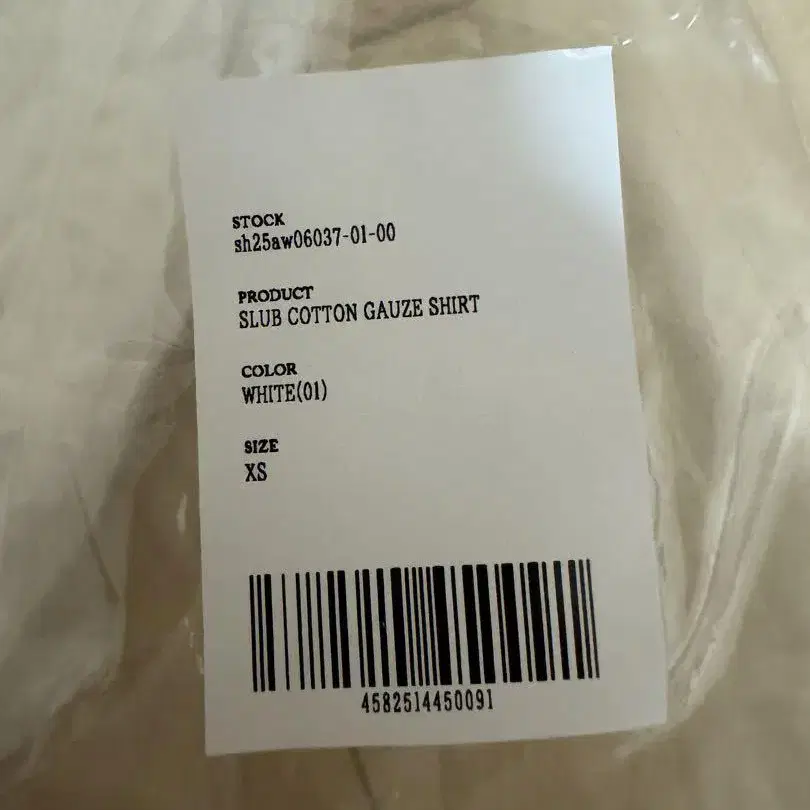 STOCK
sh25aw06037-01-00
PRODUCT
SLUB COTTON GAUZE SHIRT
COLOR
WHITE(01)
SIZE
XS
4582514450091